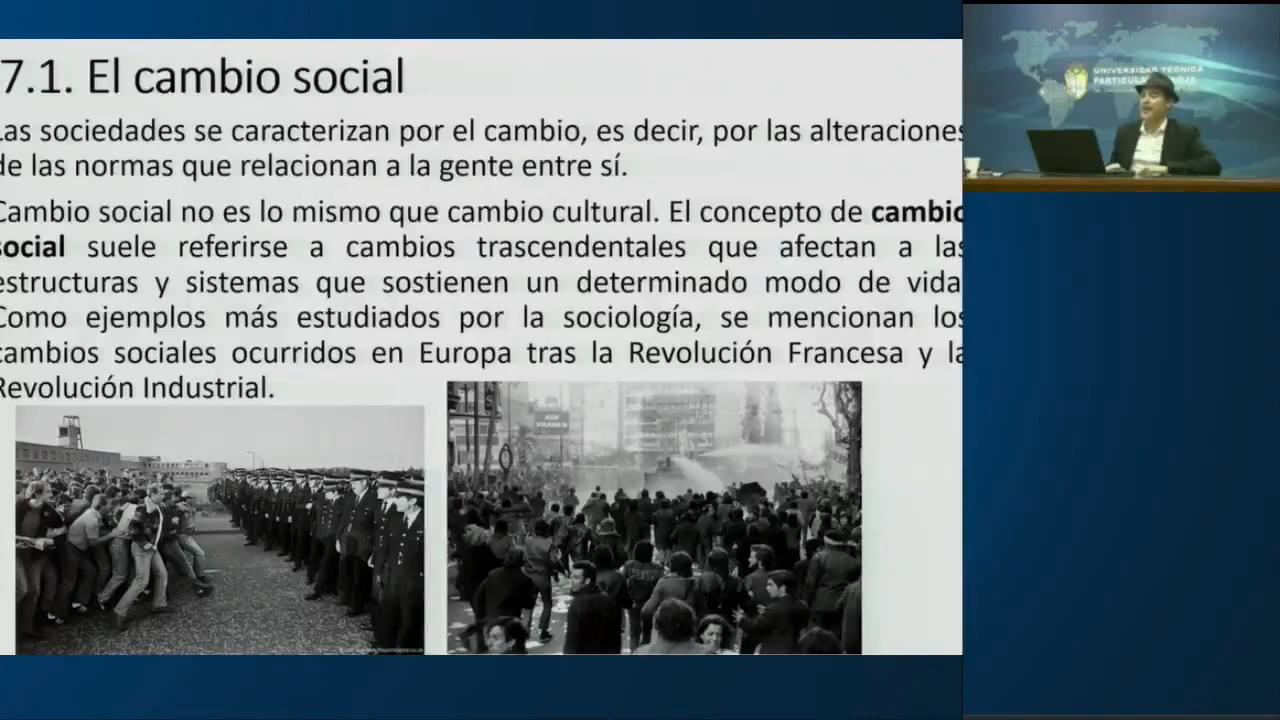 7.1. El cambio social
Las sociedades se caracterizan por el cambio, es decir, por las alteraciones
de las normas que relacionan a la gente entre sí.
Cambio social no es lo mismo que cambio cultural. El concepto de cambio
social suele referirse a cambios trascendentales que afectan a las
estructuras y sistemas que sostienen un determinado modo de vida
Como ejemplos más estudiados por la sociología, se mencionan los
cambios sociales ocurridos en Europa tras la Revolución Francesa y la
Revolución Industrial.
UNIVERSIDAD TÉCNICA
PARTICULAR